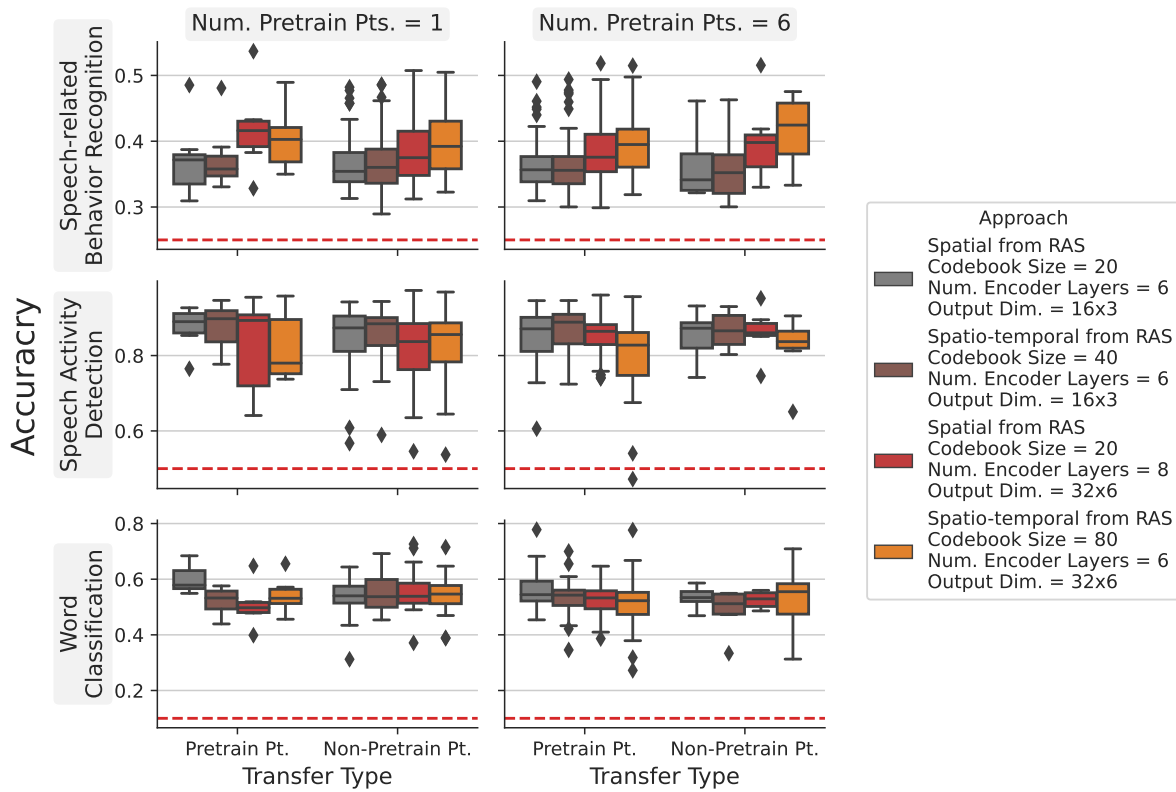 Num. Pretrain Pts. = 1
Num. Pretrain Pts. = 6
Accuracy
Speech-related
Behavior Recognition
0.5
0.4
0.3
Speech Activity
Detection
0.8
0.6
Word
Classification
0.8
0.6
0.4
0.2
Pretrain Pt.
Non-Pretrain Pt.
Pretrain Pt.
Non-Pretrain Pt.
Transfer Type
Transfer Type
Approach
Spatial from RAS
Codebook Size = 20
Num. Encoder Layers = 6
Output Dim. = 16x3
Spatio-temporal from RAS
Codebook Size = 40
Num. Encoder Layers = 6
Output Dim. = 16x3
Spatial from RAS
Codebook Size = 20
Num. Encoder Layers = 8
Output Dim. = 32x6
Spatio-temporal from RAS
Codebook Size = 80
Num. Encoder Layers = 6
Output Dim. = 32x6